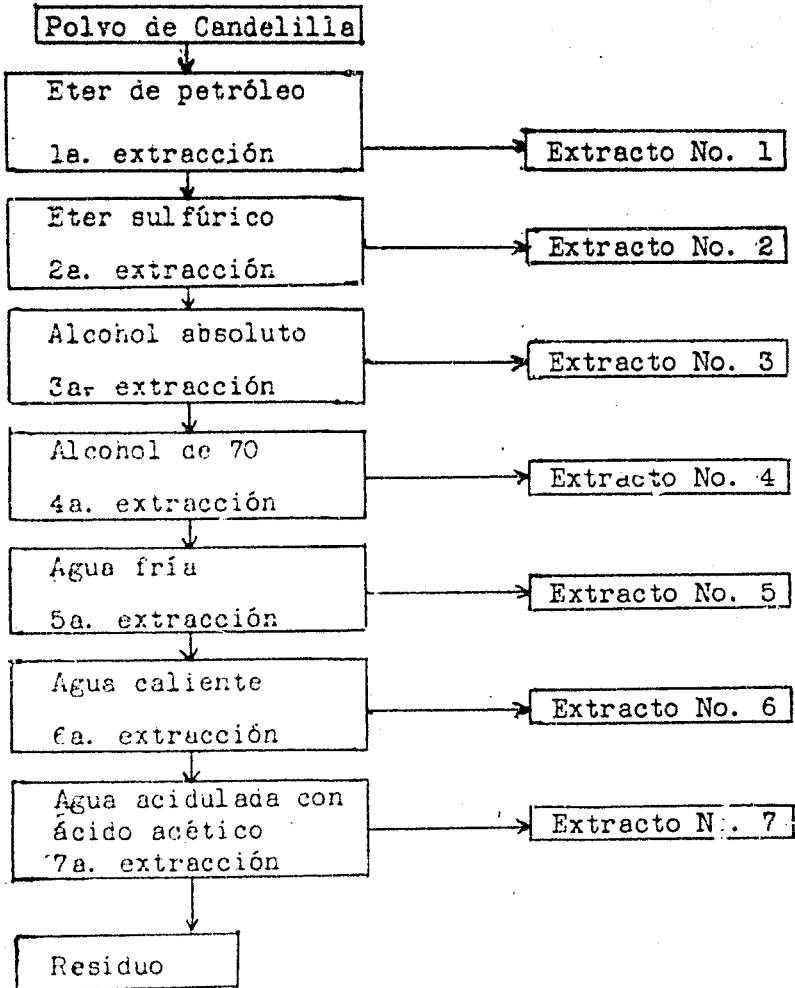 Polvo de Candelilla
Eter de petróleo
1a. extracción
Extracto No. 1
Eter sulfúrico
2a. extracción
Extracto No. 2
Alcohol absoluto
3a. extracción
Extracto No. 3
Alcohol de 70
4a. extracción
Extracto No. 4
Agua fría
5a. extracción
Extracto No. 5
Agua caliente
6a. extracción
Extracto No. 6
Agua acidulada con
ácido acético
7a. extracción
Extracto No. 7
Residuo